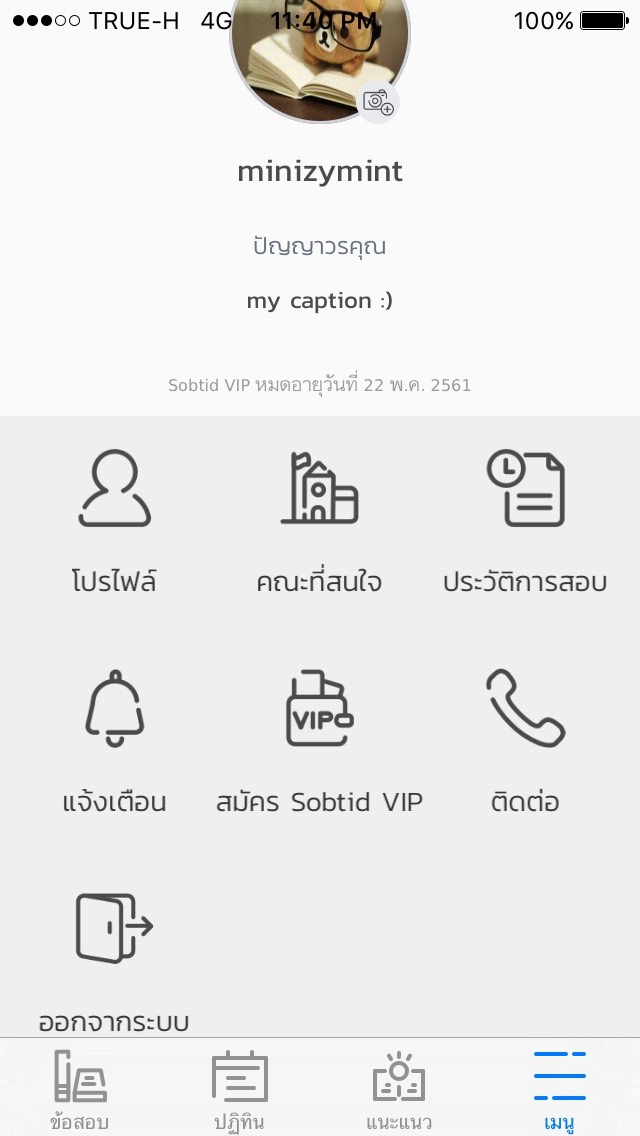 TRUE-H 4G 11:40 PM 100%
minizymint
ปัญญาวรคุณ
my caption :)
Sobtid VIP หมดอายุวันที่ 22 พ.ค. 2561
โปรไฟล์ คณะที่สนใจ ประวัติการสอบ
VIP
แจ้งเตือน สมัคร Sobtid VIP ติดต่อ
ออกจากระบบ
ข้อสอบ ปฏิทิน แนะแนว เมนู